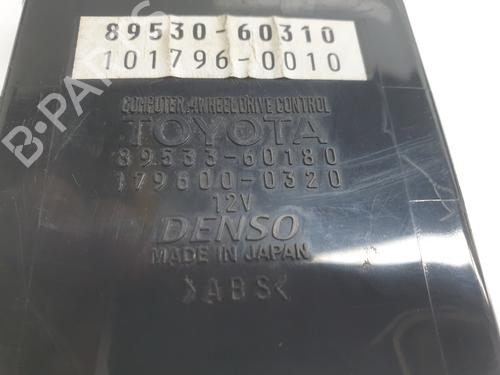 89530-60310
101796-0010
COMPUTER,4WHEEL DRIVE CONTROL
TOYOTA
89533-60180
179600-0320
12V
DENSO
MADE IN JAPAN
>ABS<
B-PARTS